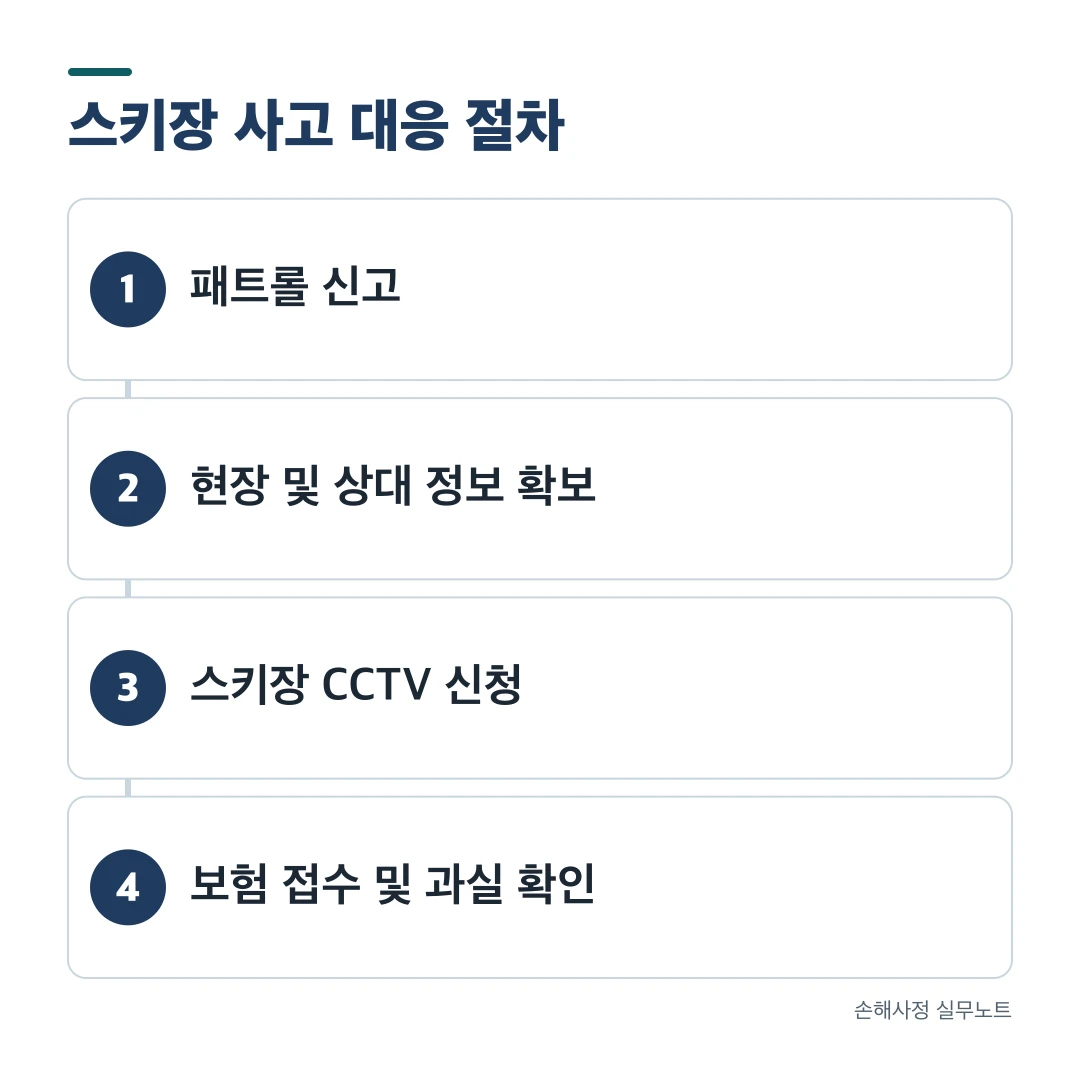 스키장 사고 대응 절차
1 패트롤 신고
2 현장 및 상대 정보 확보
3 스키장 CCTV 신청
4 보험 접수 및 과실 확인
손해사정 실무노트